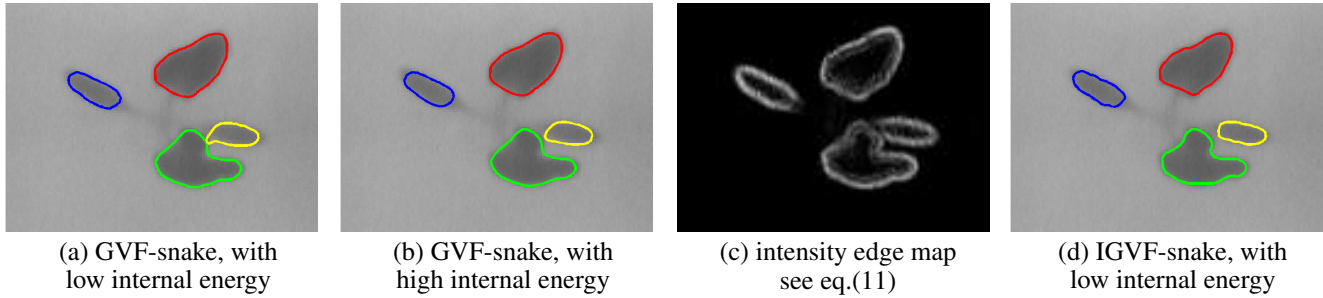 (a) GVF-snake, with
low internal energy
(b) GVF-snake, with
high internal energy
(c) intensity edge map
see eq.(11)
(d) IGVF-snake, with
low internal energy